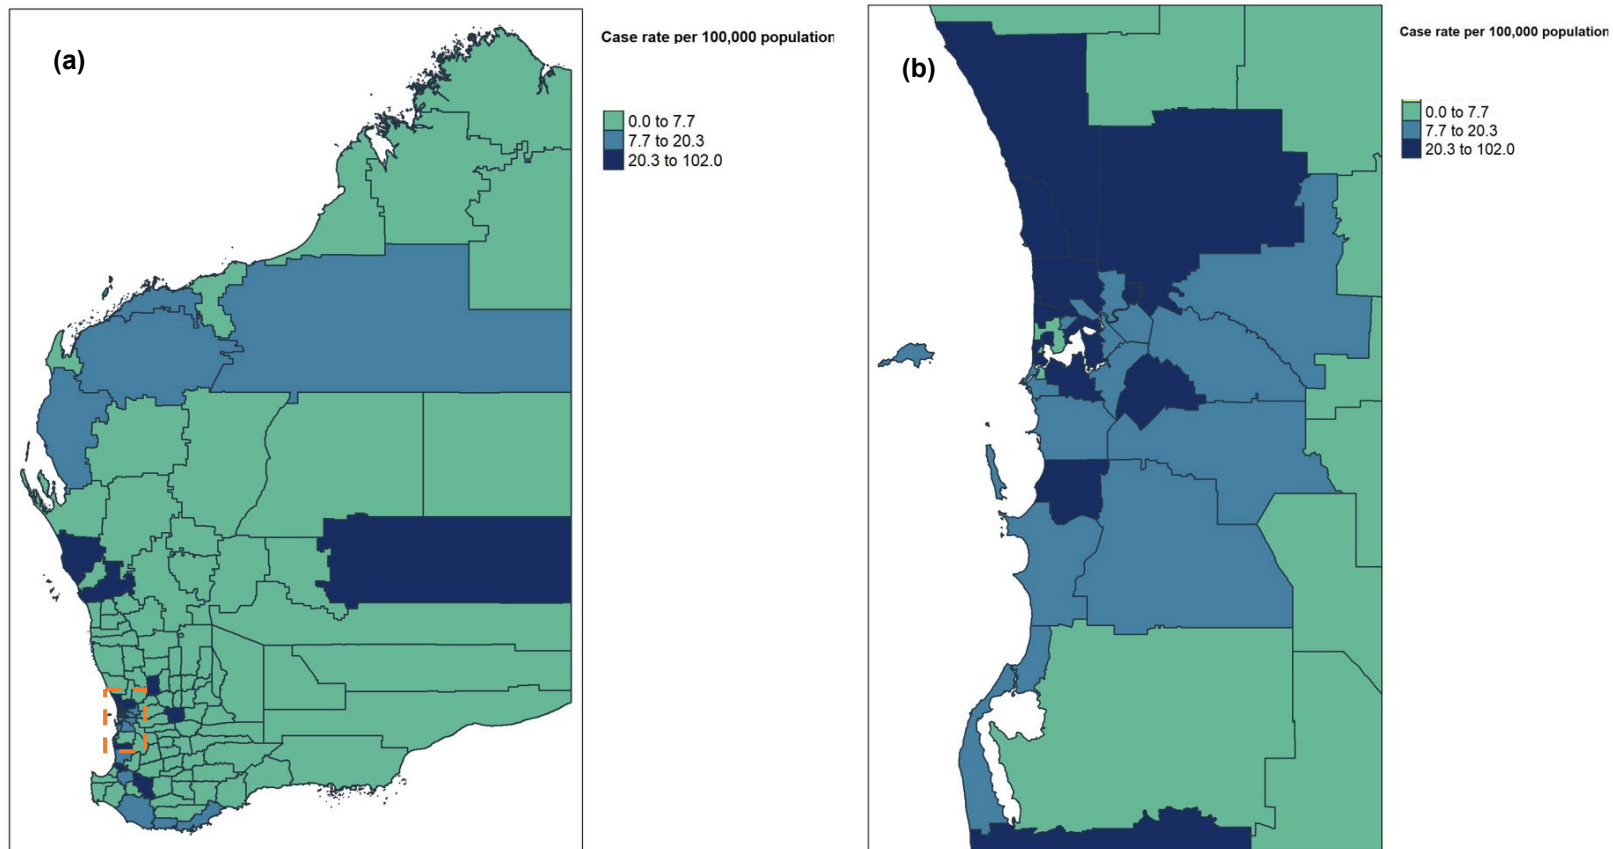 (a)
Case rate per 100,000 population
0.0 to 7.7
7.7 to 20.3
20.3 to 102.0
(b)
Case rate per 100,000 population
0.0 to 7.7
7.7 to 20.3
20.3 to 102.0